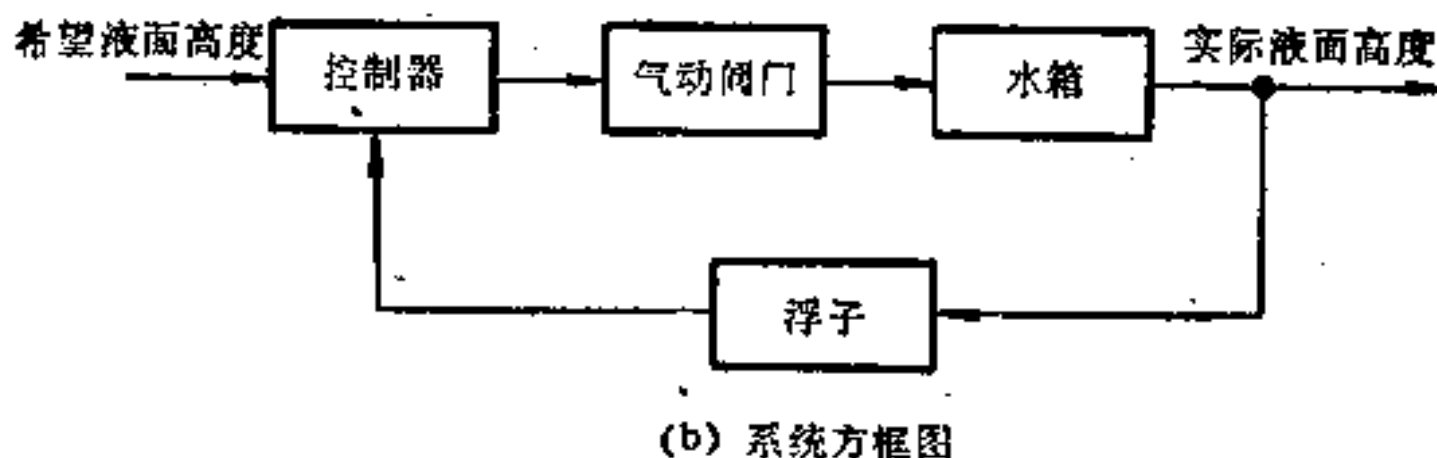 希望液面高度
控制器
气动阀门
水箱
实际液面高度
浮子
(b) 系统方框图